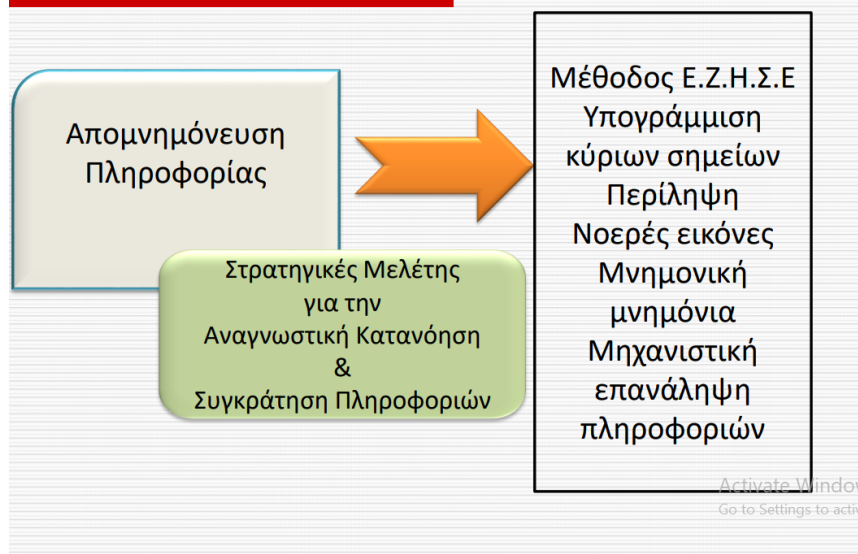 Απομνημόνευση
Πληροφορίας
Στρατηγικές Μελέτης
για την
Αναγνωστική Κατανόηση
&
Συγκράτηση Πληροφοριών
Μέθοδος Ε.Ζ.Η.Σ.Ε
Υπογράμμιση
κύριων σημείων
Περίληψη
Νοερές εικόνες
Μνημονική
μνημόνια
Μηχανιστική
επανάληψη
πληροφοριών
Activate Window
Go to Settings to activ